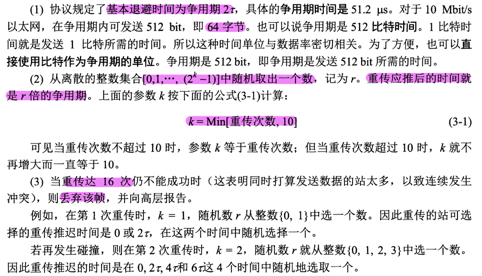 (1) 协议规定了基本退避时间为争用期 2τ，具体的争用期时间是 51.2 μs。对于 10 Mbit/s
以太网，在争用期内可发送 512 bit，即 64 字节。也可以说争用期是 512 比特时间。1 比特时
间就是发送 1 比特所需的时间。所以这种时间单位与数据率密切相关。为了方便，也可以直
接使用比特作为争用期的单位。争用期是 512 bit，即争用期是发送 512 bit 所需的时间。
(2) 从离散的整数集合[0,1,…, (2ᵏ –1)]中随机取出一个数，记为 r。重传应推后的时间就
是 r 倍的争用期。上面的参数 k 按下面的公式(3-1)计算：
k = Min[重传次数, 10] (3-1)
可见当重传次数不超过 10 时，参数 k 等于重传次数；但当重传次数超过 10 时，k 就不
再增大而一直等于 10。
(3) 当重传达 16 次仍不能成功时（这表明同时打算发送数据的站太多，以致连续发生
冲突），则丢弃该帧，并向高层报告。
例如，在第 1 次重传时，k = 1，随机数 r 从整数{0, 1}中选一个数。因此重传的站可选
择的重传推迟时间是 0 或 2τ，在这两个时间中随机选择一个。
若再发生碰撞，则在第 2 次重传时，k = 2，随机数 r 就从整数{0, 1, 2, 3}中选一个数。
因此重传推迟的时间是在 0, 2τ, 4τ和 6τ这 4 个时间中随机地选取一个。